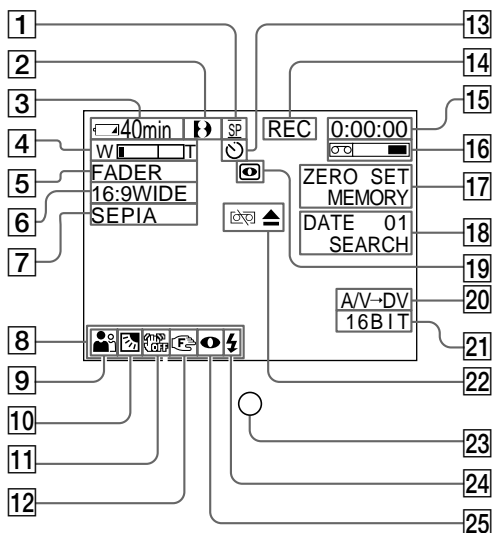 1
2
3
4
5
6
7
8
9
10
11
12
13
14
15
16
17
18
19
20
21
22
23
24
25
40min SP REC 0:00:00
W T
FADER
16:9WIDE
SEPIA
ZERO SET
MEMORY
DATE 01
SEARCH
A/V→DV
16BIT
OFF F